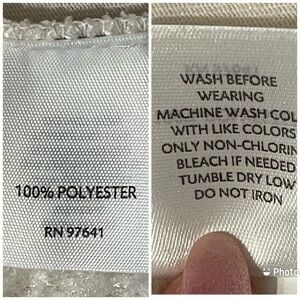 100% POLYESTER
RN 97641
WASH BEFORE
WEARING
MACHINE WASH COL
WITH LIKE COLORS
ONLY NON-CHLORIN
BLEACH IF NEEDED
TUMBLE DRY LOW
DO NOT IRON
Photo